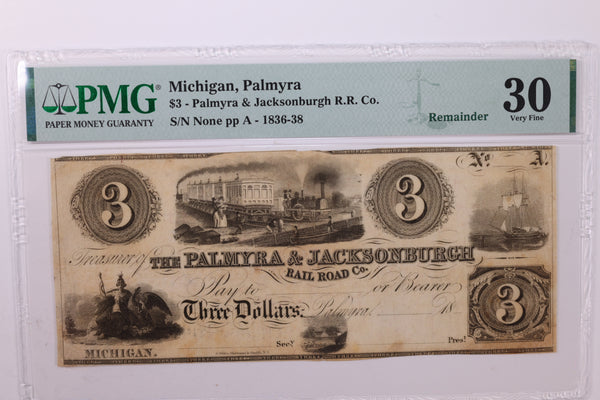 PMG®
PAPER MONEY GUARANTY
Michigan, Palmyra
$3 - Palmyra & Jacksonburgh R.R. Co.
S/N None pp A - 1836-38
Remainder
30
Very Fine
No. A.
3
3
Treasurer of
THE PALMYRA & JACKSONBURGH
RAIL ROAD Co.
Pay to or Bearer
Three Dollars. Palmyra 18
3
MICHIGAN.
Secy.
Prest.